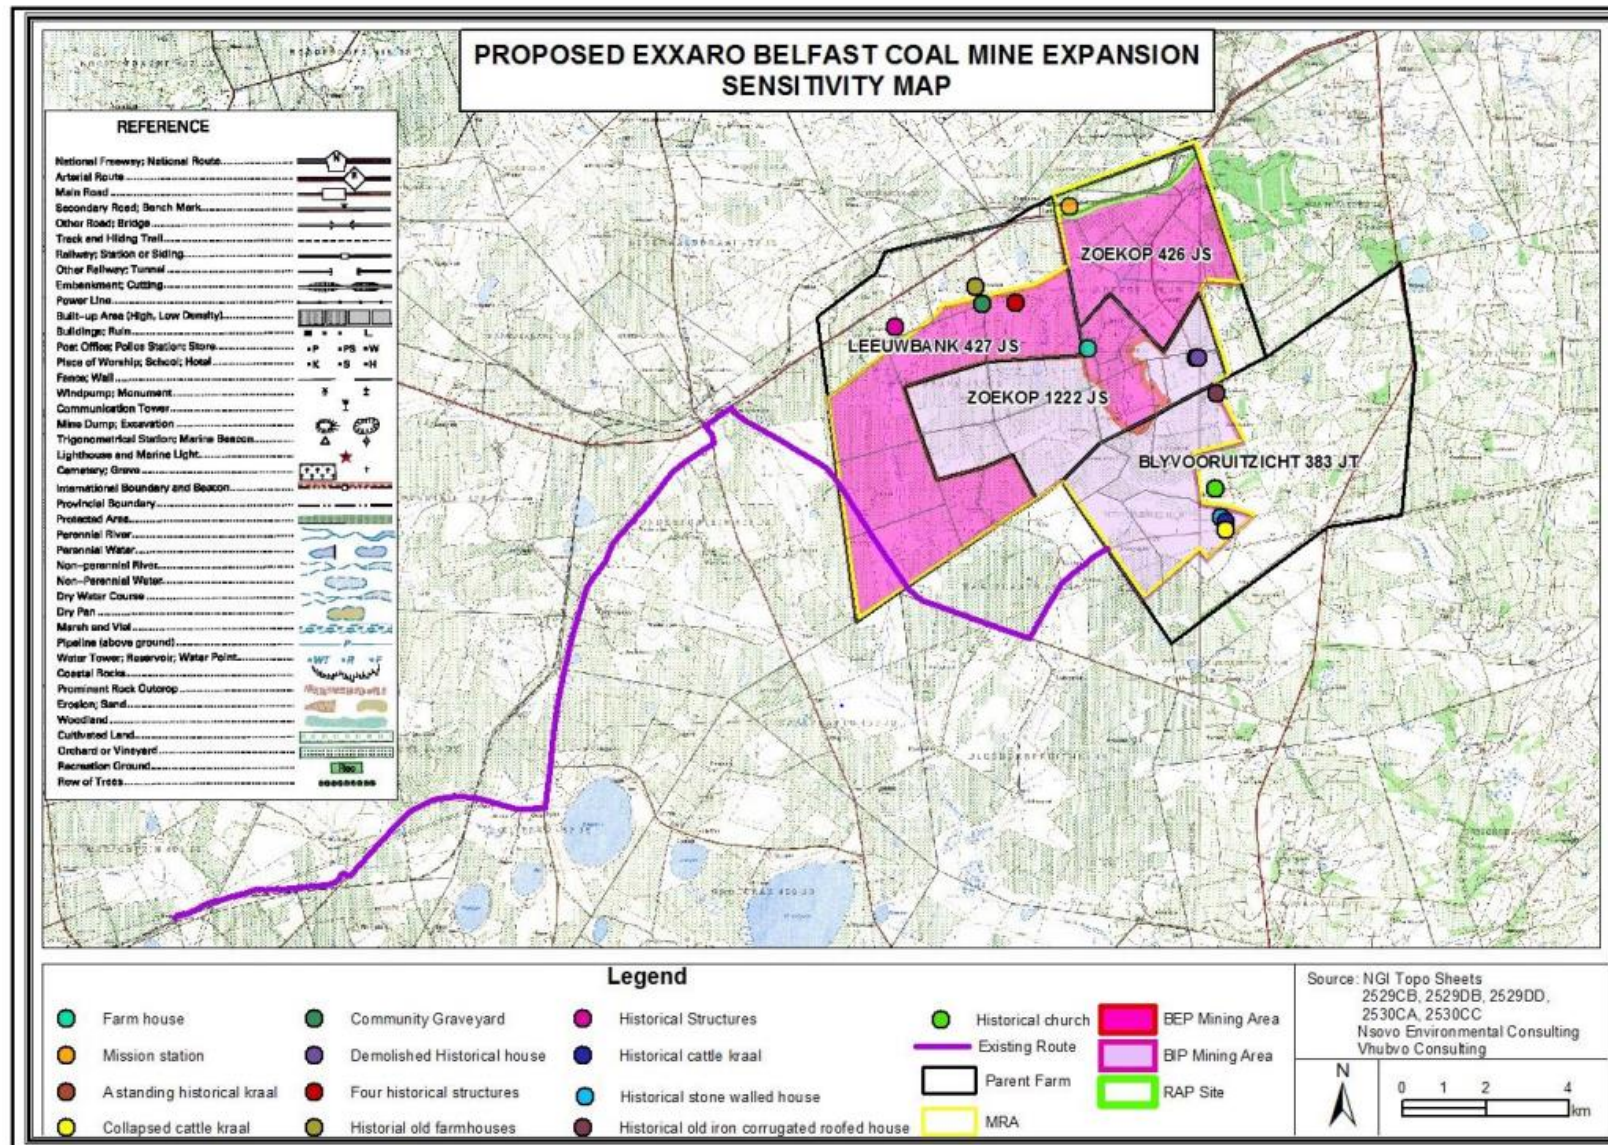 PROPOSED EXXARO BELFAST COAL MINE EXPANSION
SENSITIVITY MAP
REFERENCE
National Freeway; National Route
Arterial Route
Main Road
Secondary Road; Bench Mark
Other Road; Bridge
Track and Hiking Trail
Railway; Station or Siding
Other Railway; Tunnel
Embankment; Cutting
Power Line
Built-up Area (High, Low Density)
Buildings; Ruin
Post Office; Police Station; Store
•P •PS •W
Place of Worship; School; Hotel
•K •S •H
Fence; Wall
Windpump; Monument
Communication Tower
Mine Dump; Excavation
Trigonometrical Station; Marine Beacon
Lighthouse and Marine Light
Cemetery; Grave
International Boundary and Beacon
Provincial Boundary
Protected Area
Perennial River
Perennial Water
Non-perennial River
Non-Perennial Water
Dry Water Course
Dry Pan
Marsh and Vlei
Pipeline (above ground)
Water Tower; Reservoir; Water Point
•WT •R •F
Coastal Rocks
Prominent Rock Outcrop
Erosion; Sand
Woodland
Cultivated Land
Orchard or Vineyard
Recreation Ground
Rec
Row of Trees
ZOEKOP 426 JS
LEEUWBANK 427 JS
ZOEKOP 1222 JS
BLYVOORUITZICHT 383 JT
Legend
Farm house
Mission station
A standing historical kraal
Collapsed cattle kraal
Community Graveyard
Demolished Historical house
Four historical structures
Historial old farmhouses
Historical Structures
Historical cattle kraal
Historical stone walled house
Historical old iron corrugated roofed house
Historical church
Existing Route
Parent Farm
MRA
BEP Mining Area
BIP Mining Area
RAP Site
Source: NGI Topo Sheets
2529CB, 2529DB, 2529DD,
2530CA, 2530CC
Nsovo Environmental Consulting
Vhubvo Consulting
N
0 1 2 4
km